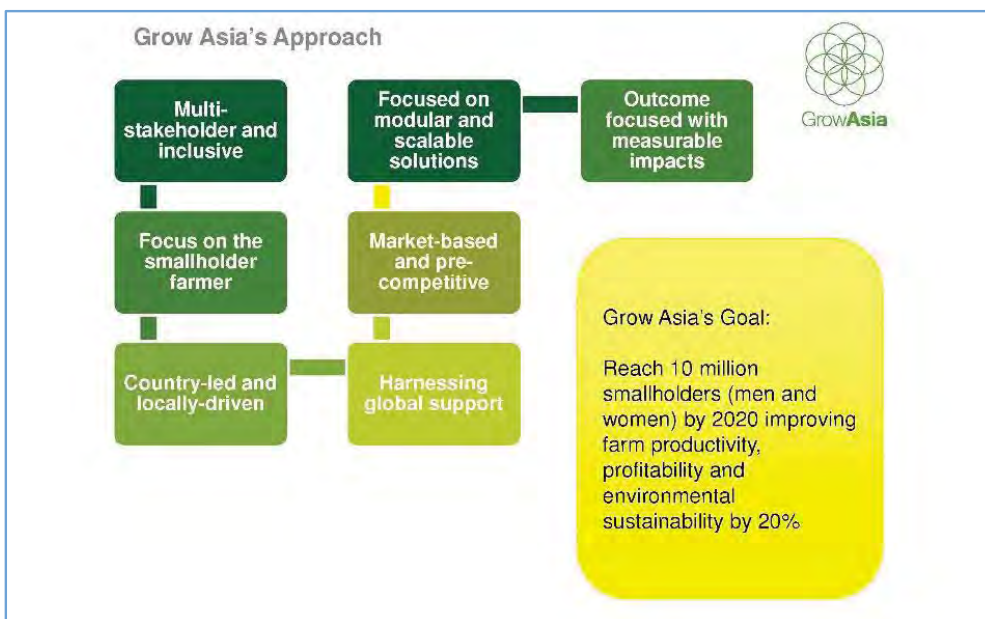 Grow Asia's Approach
GrowAsia
Multi-
stakeholder and
inclusive
Focus on the
smallholder
farmer
Country-led and
locally-driven
Harnessing
global support
Market-based
and pre-
competitive
Focused on
modular and
scalable
solutions
Outcome
focused with
measurable
impacts
Grow Asia's Goal:
Reach 10 million
smallholders (men and
women) by 2020 improving
farm productivity,
profitability and
environmental
sustainability by 20%